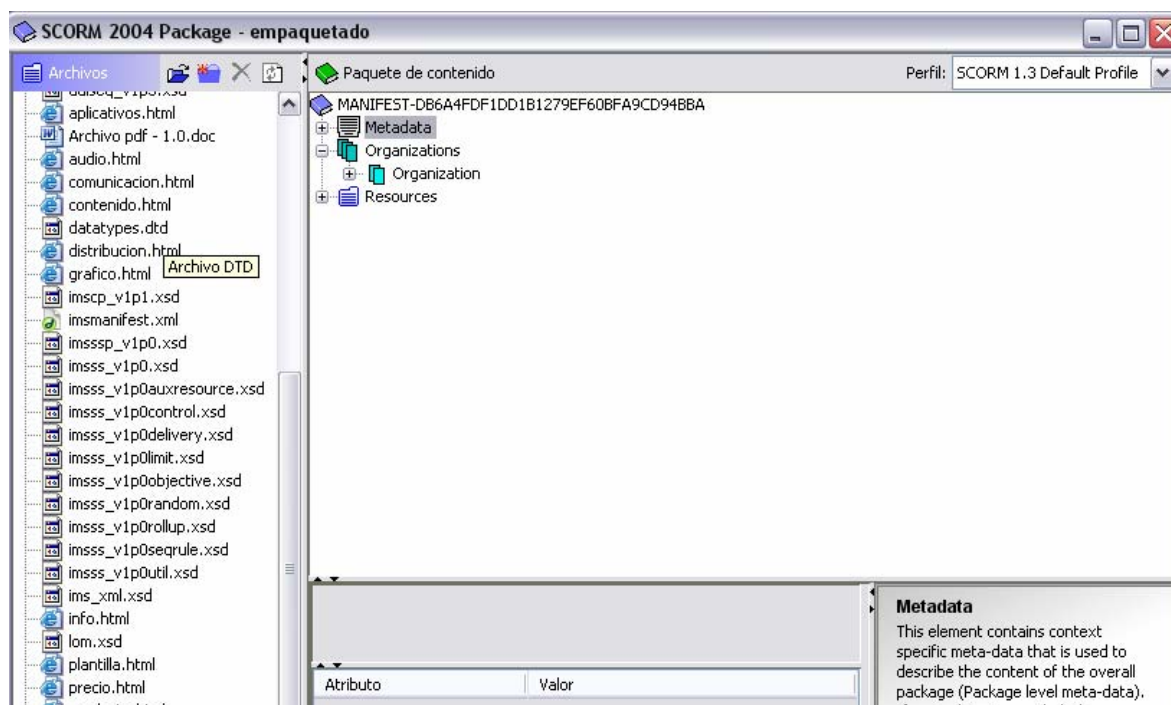 SCORM 2004 Package - empaquetado
Archivos
Paquete de contenido
Perfil: SCORM 1.3 Default Profile
aplicativos.html
Archivo pdf - 1.0.doc
audio.html
comunicacion.html
contenido.html
datatypes.dtd
distribucion.html
Archivo DTD
grafico.html
imscp_v1p1.xsd
imsmanifest.xml
imsssp_v1p0.xsd
imsss_v1p0.xsd
imsss_v1p0auxresource.xsd
imsss_v1p0control.xsd
imsss_v1p0delivery.xsd
imsss_v1p0limit.xsd
imsss_v1p0objective.xsd
imsss_v1p0random.xsd
imsss_v1p0rollup.xsd
imsss_v1p0seqrule.xsd
imsss_v1p0util.xsd
ims_xml.xsd
info.html
lom.xsd
plantilla.html
precio.html
MANIFEST-DB6A4FDF1DD1B1279EF60BFA9CD94BBA
Metadata
Organizations
Organization
Resources
Atributo Valor
Metadata
This element contains context
specific meta-data that is used to
describe the content of the overall
package (Package level meta-data).